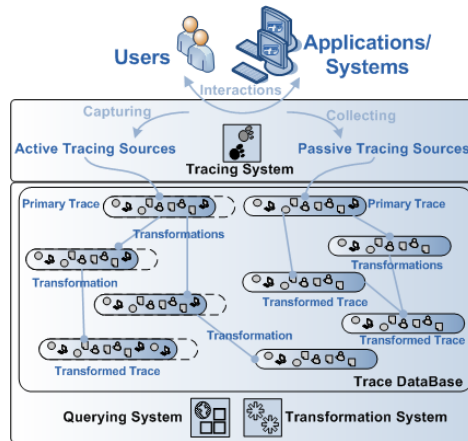 Users
Applications/
Systems
Interactions
Capturing
Collecting
Active Tracing Sources
Passive Tracing Sources
Tracing System
Primary Trace
Primary Trace
Transformations
Transformations
Transformation
Transformed Trace
Transformation
Transformed Trace
Transformed Trace
Trace DataBase
Querying System
Transformation System